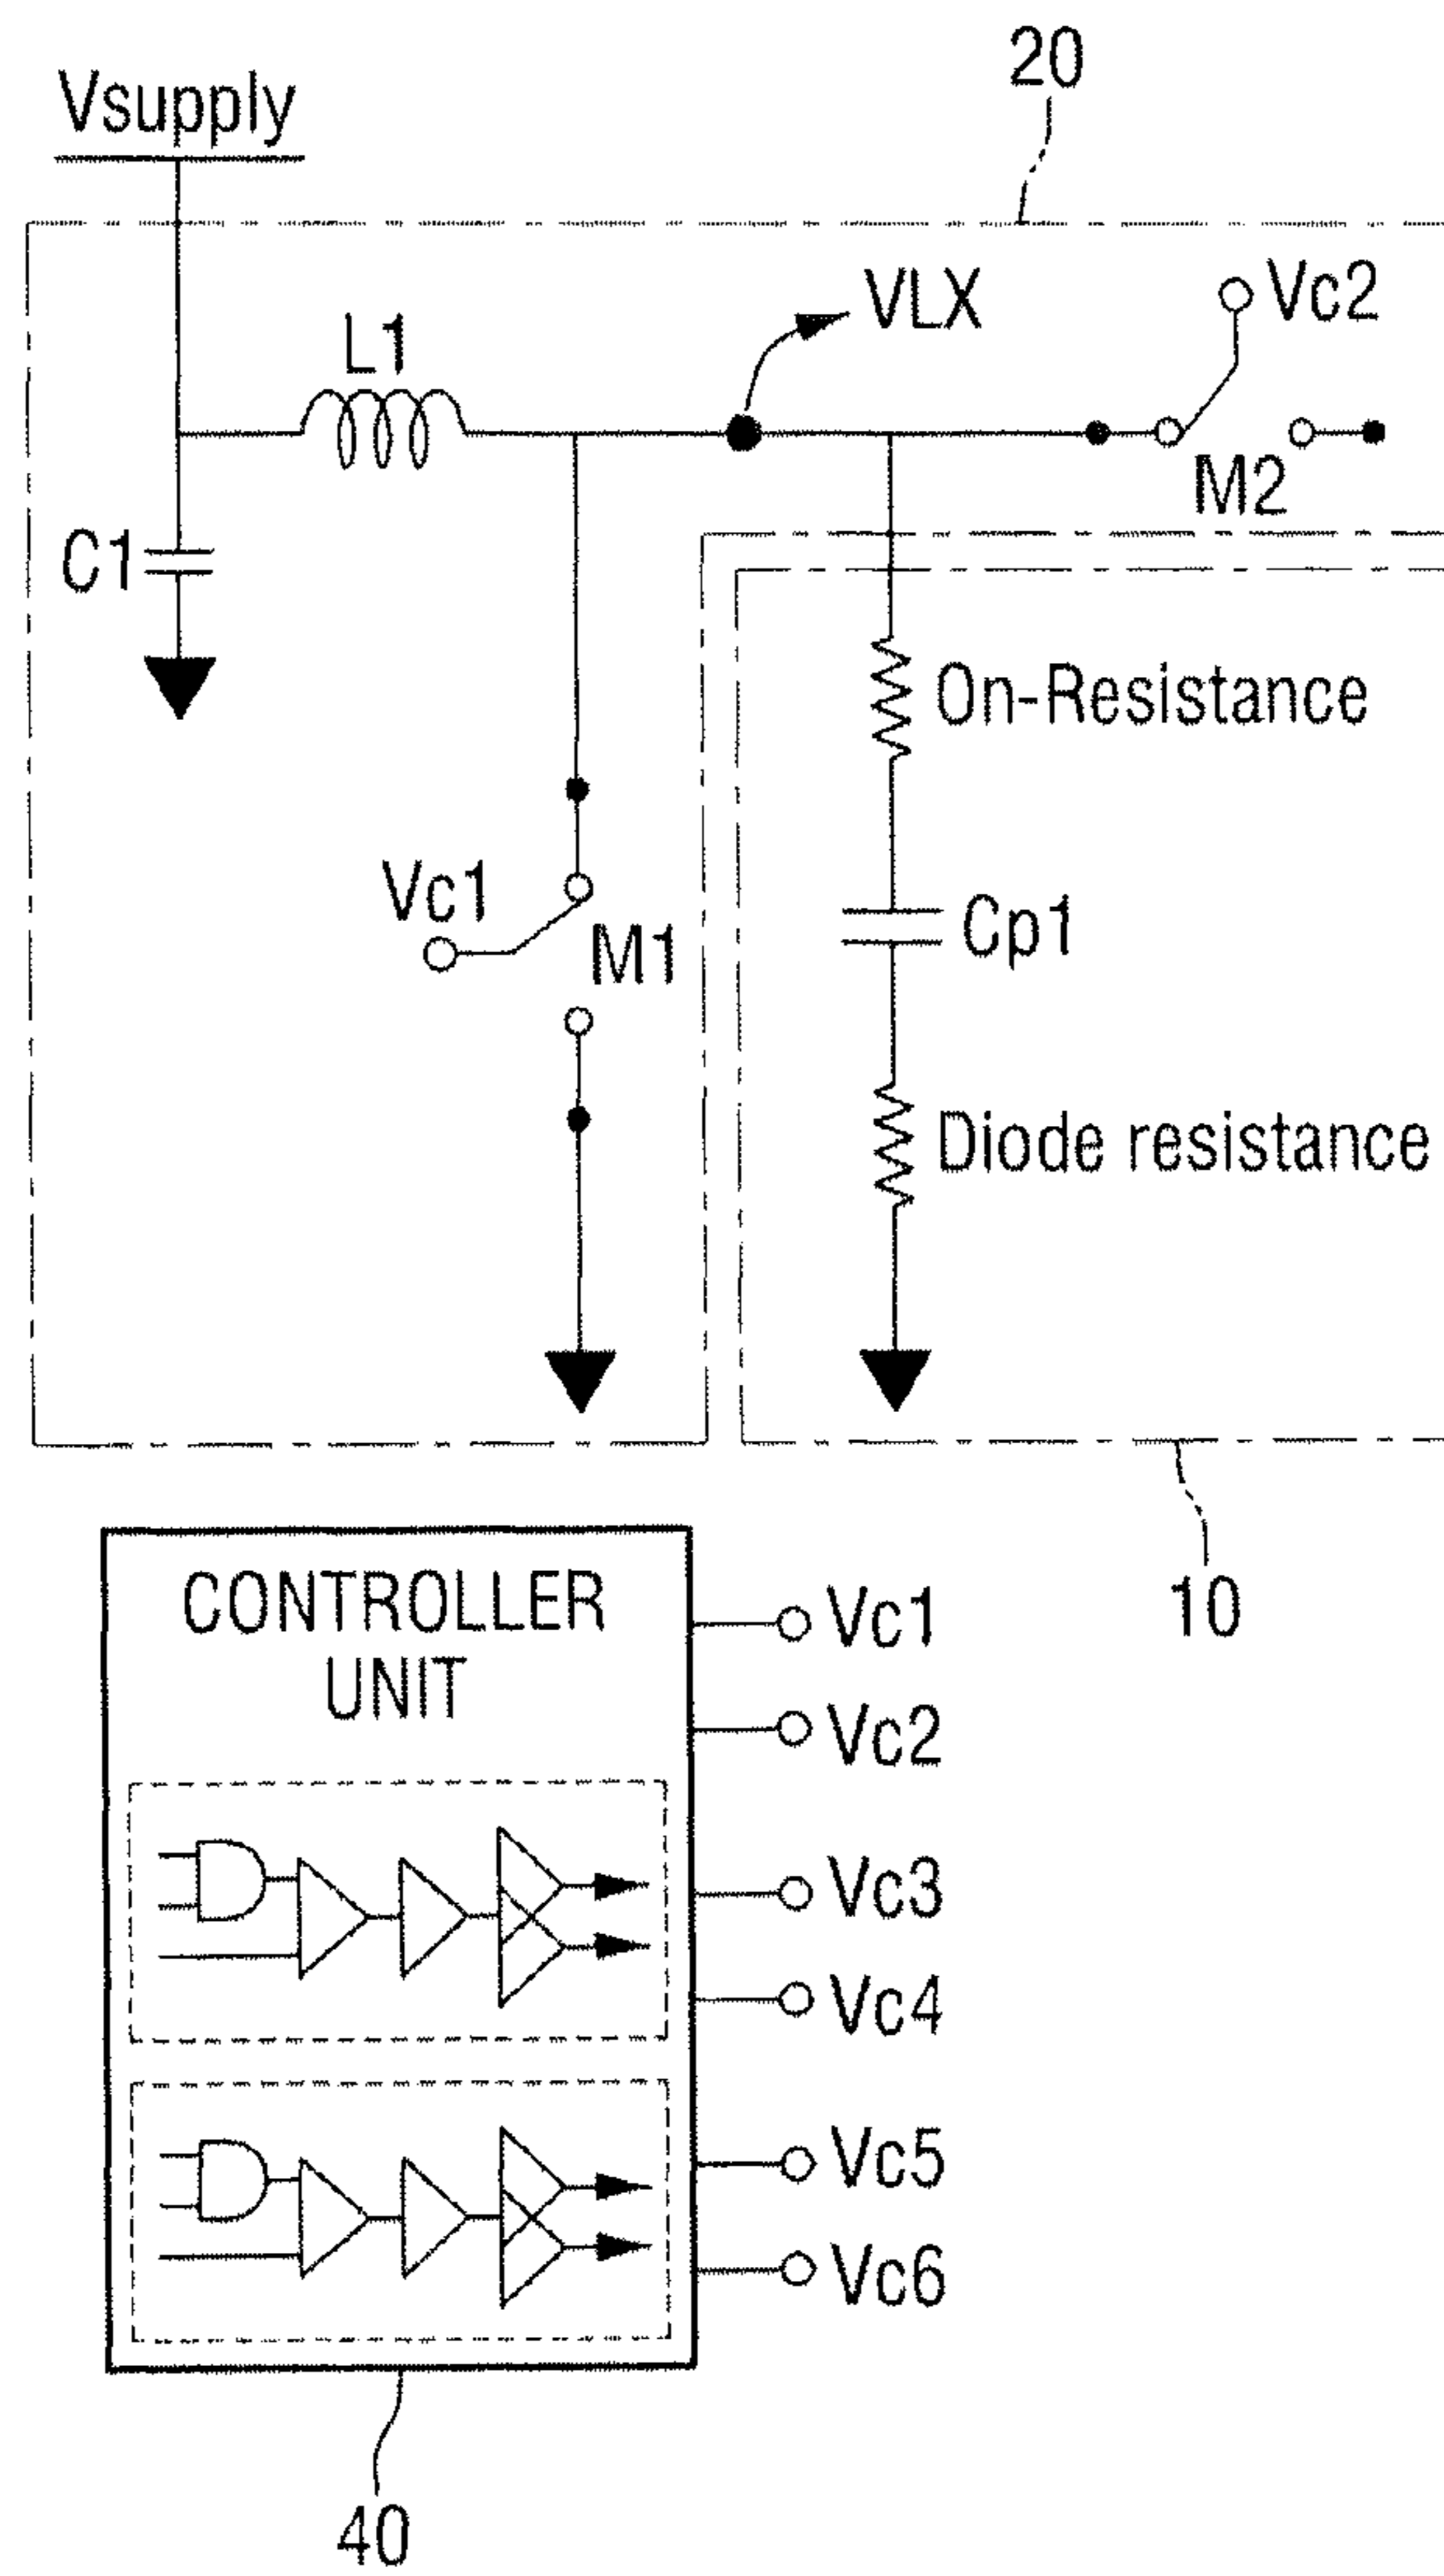 20
Vsupply
VLX
Vc2
L1
M2
C1
On-Resistance
Vc1
M1
Cp1
Diode resistance
10
CONTROLLER
UNIT
Vc1
Vc2
Vc3
Vc4
Vc5
Vc6
40